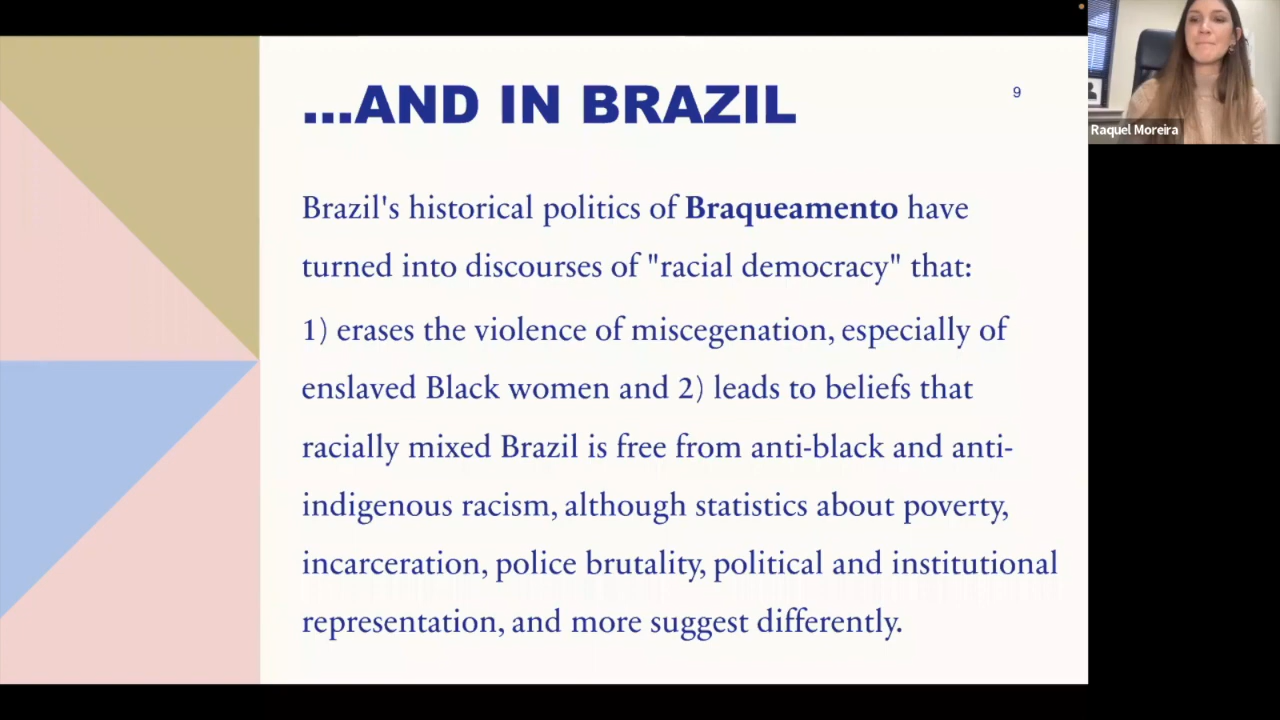 ...AND IN BRAZIL
9
Brazil's historical politics of Braqueamento have
turned into discourses of "racial democracy" that:
1) erases the violence of miscegenation, especially of
enslaved Black women and 2) leads to beliefs that
racially mixed Brazil is free from anti-black and anti-
indigenous racism, although statistics about poverty,
incarceration, police brutality, political and institutional
representation, and more suggest differently.
Raquel Moreira